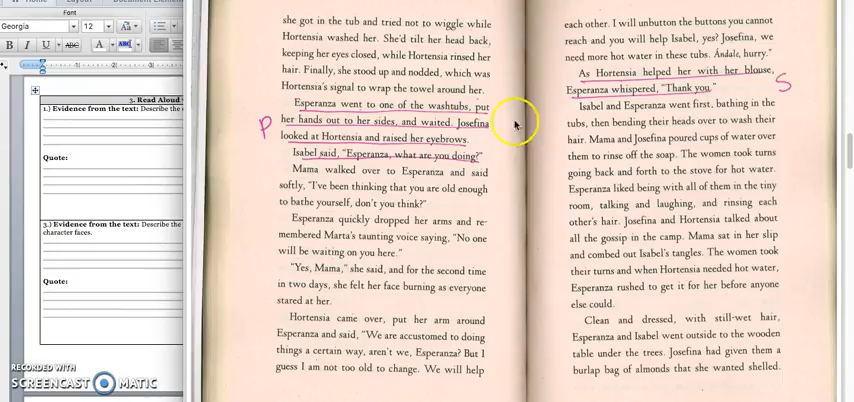 Home
Layout
Document Elements
Font
Georgia
12
Aa
B
I
U
A
3. Read Aloud
1.) Evidence from the text: Describe the
Quote:
3.) Evidence from the text: Describe the
character faces.
Quote:
RECORDED WITH
SCREENCAST MATIC
she got in the tub and tried not to wiggle while
Hortensia washed her. She'd tilt her head back,
keeping her eyes closed, while Hortensia rinsed her
hair. Finally, she stood up and nodded, which was
Hortensia's signal to wrap the towel around her.
Esperanza went to one of the washtubs, put
her hands out to her sides, and waited. Josefina
looked at Hortensia and raised her eyebrows.
P
Isabel said, "Esperanza, what are you doing?"
Mama walked over to Esperanza and said
softly, "I've been thinking that you are old enough
to bathe yourself, don't you think?"
Esperanza quickly dropped her arms and re-
membered Marta's taunting voice saying, "No one
will be waiting on you here."
"Yes, Mama," she said, and for the second time
in two days, she felt her face burning as everyone
stared at her.
Hortensia came over, put her arm around
Esperanza and said, "We are accustomed to doing
things a certain way, aren't we, Esperanza? But I
guess I am not too old to change. We will help
each other. I will unbutton the buttons you cannot
reach and you will help Isabel, yes? Josefina, we
need more hot water in these tubs. Ándale, hurry."
As Hortensia helped her with her blouse,
Esperanza whispered, "Thank you."
S
Isabel and Esperanza went first, bathing in the
tubs, then bending their heads over to wash their
hair. Mama and Josefina poured cups of water over
them to rinse off the soap. The women took turns
going back and forth to the stove for hot water.
Esperanza liked being with all of them in the tiny
room, talking and laughing, and rinsing each
other's hair. Josefina and Hortensia talked about
all the gossip in the camp. Mama sat in her slip
and combed out Isabel's tangles. The women took
their turns and when Hortensia needed hot water,
Esperanza rushed to get it for her before anyone
else could.
Clean and dressed, with still-wet hair,
Esperanza and Isabel went outside to the wooden
table under the trees. Josefina had given them a
burlap bag of almonds that she wanted shelled.